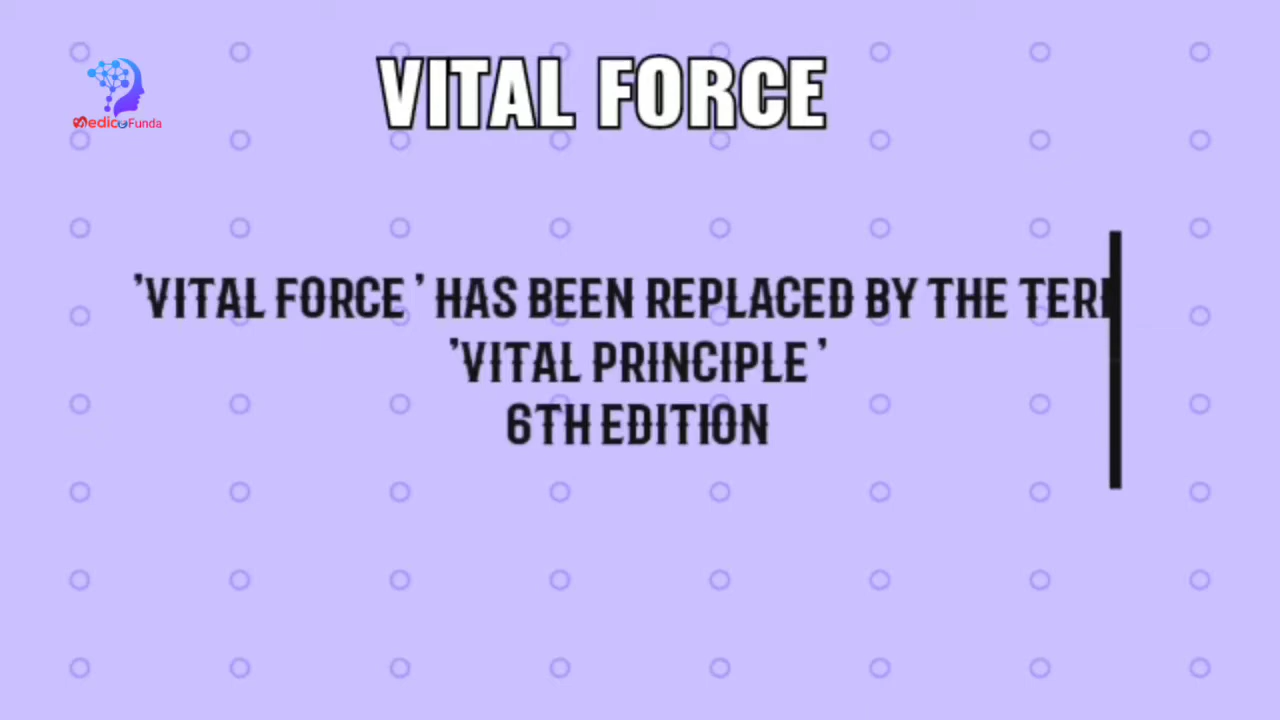 VITAL FORCE
MedicoFunda
'VITAL FORCE ' HAS BEEN REPLACED BY THE
'VITAL PRINCIPLE '
6TH EDITION